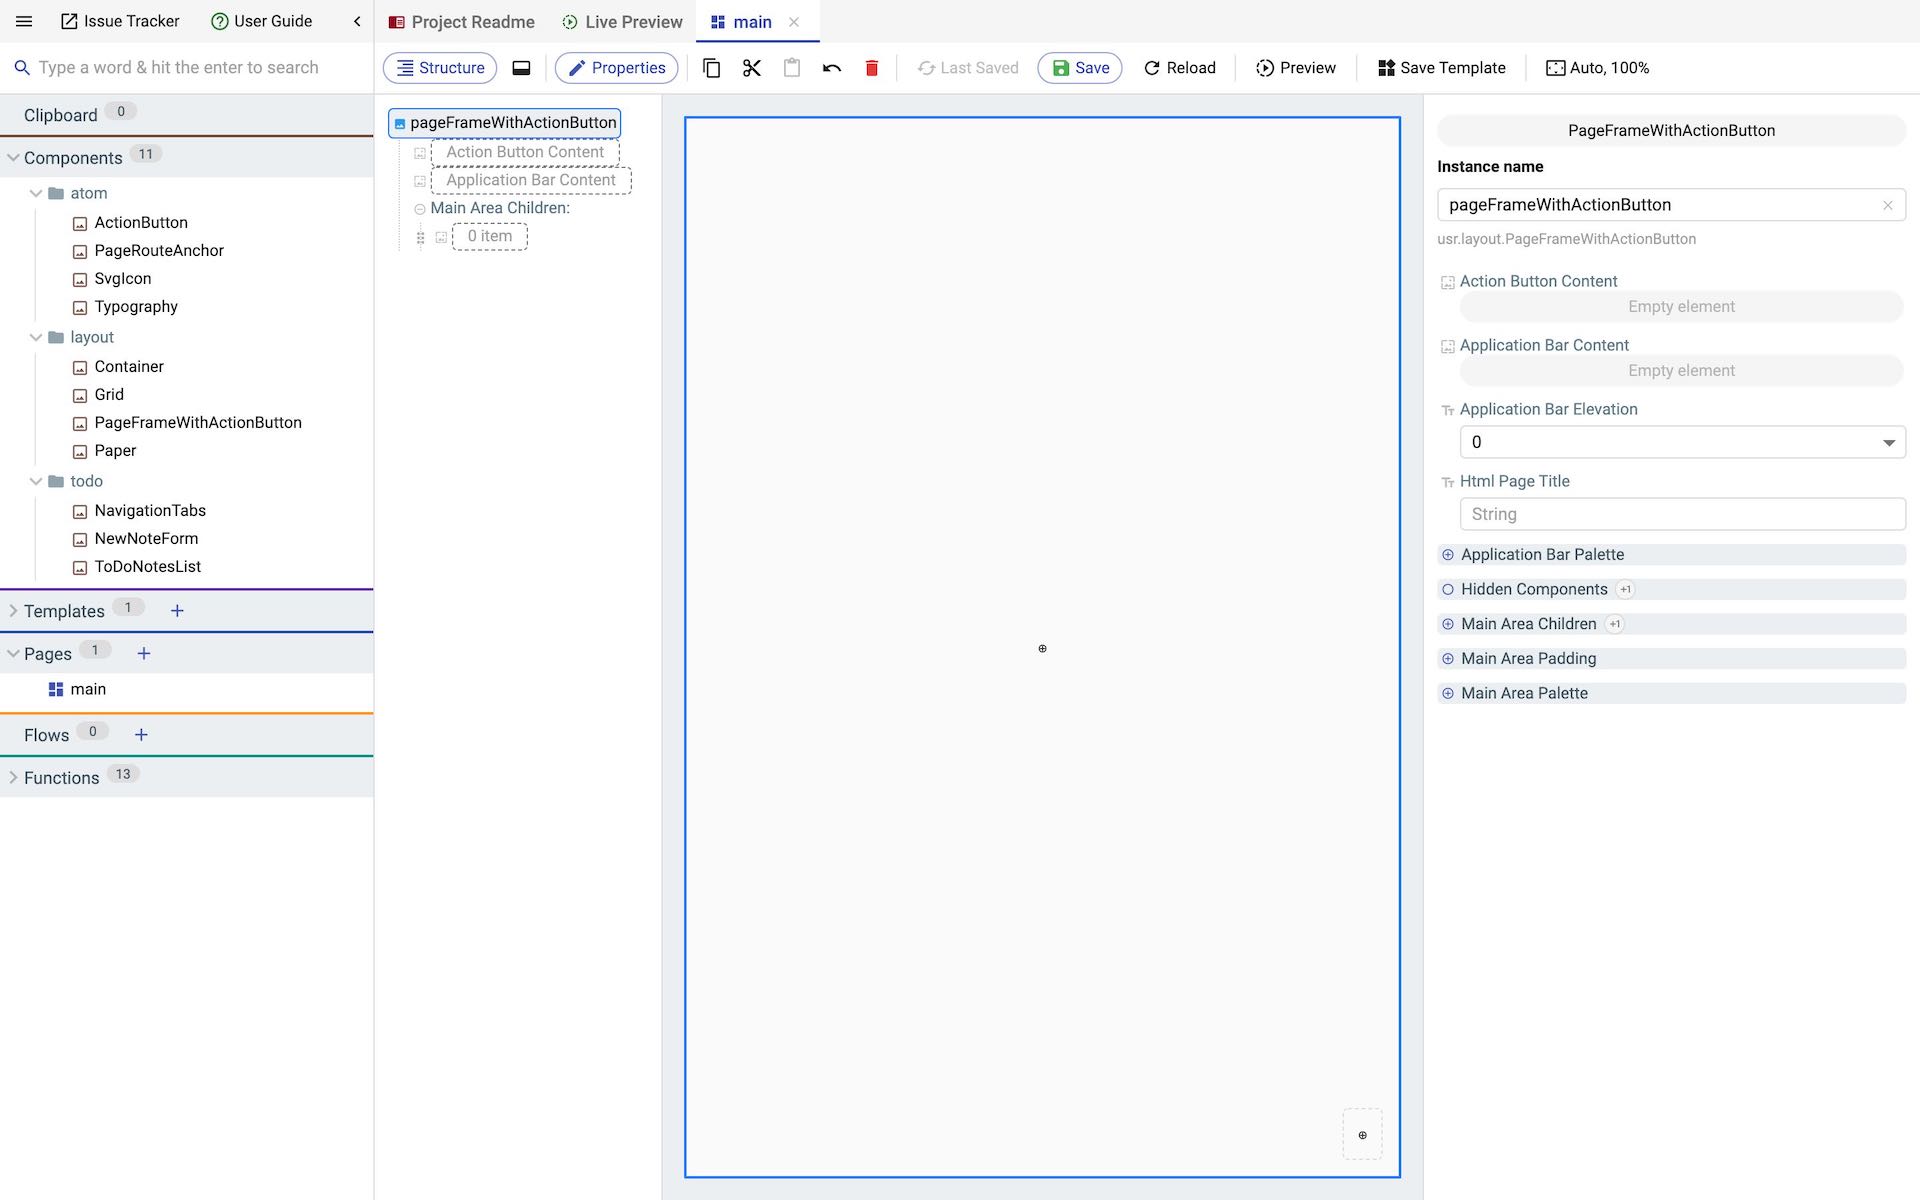 Issue Tracker
User Guide
Project Readme
Live Preview
main
Type a word & hit the enter to search
Structure
Properties
Last Saved
Save
Reload
Preview
Save Template
Auto, 100%
Clipboard 0
Components 11
atom
ActionButton
PageRouteAnchor
SvgIcon
Typography
layout
Container
Grid
PageFrameWithActionButton
Paper
todo
NavigationTabs
NewNoteForm
ToDoNotesList
Templates 1
Pages 1
main
Flows 0
Functions 13
pageFrameWithActionButton
Action Button Content
Application Bar Content
Main Area Children:
0 item
PageFrameWithActionButton
Instance name
pageFrameWithActionButton
usr.layout.PageFrameWithActionButton
Action Button Content
Empty element
Application Bar Content
Empty element
Tт Application Bar Elevation
0
Tт Html Page Title
String
Application Bar Palette
Hidden Components +1
Main Area Children +1
Main Area Padding
Main Area Palette